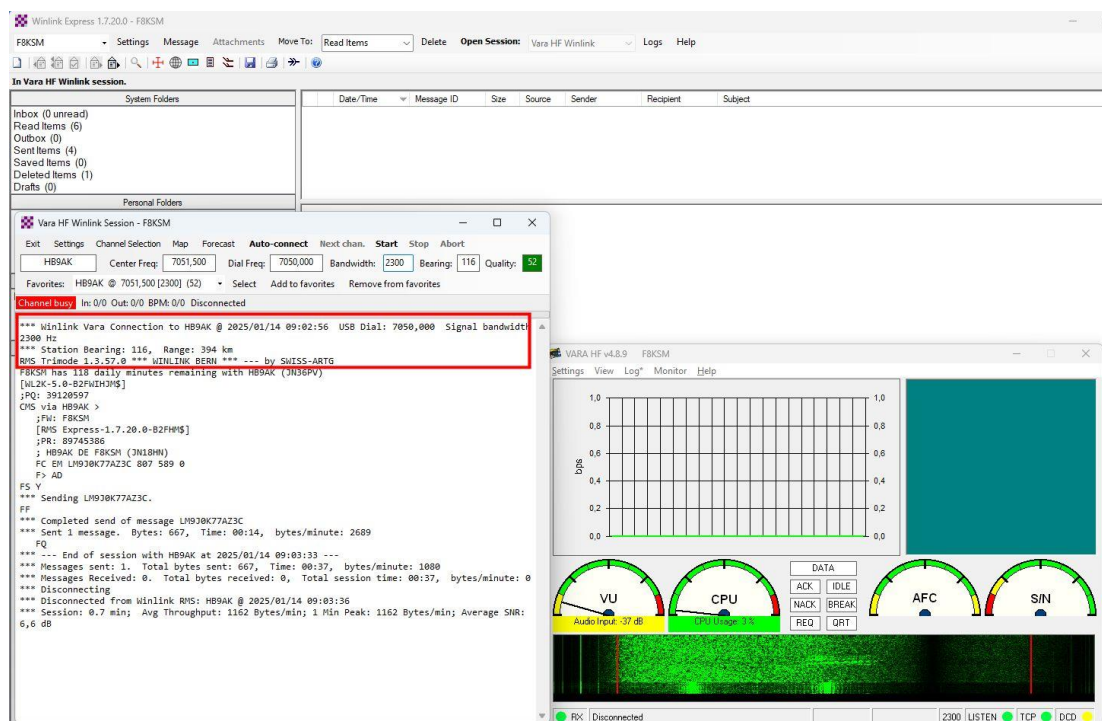 Winlink Express 1.7.20.0 - F8KSM
F8KSM Settings Message Attachments Move To: Read Items Delete Open Session: Vara HF Winlink Logs Help
In Vara HF Winlink session.
System Folders
Date/Time Message ID Size Source Sender Recipient Subject
Inbox (0 unread)
Read Items (6)
Outbox (0)
Sent Items (4)
Saved Items (0)
Deleted Items (1)
Drafts (0)
Personal Folders
Vara HF Winlink Session - F8KSM
Exit Settings Channel Selection Map Forecast Auto-connect Next chan. Start Stop Abort
HB9AK Center Freq: 7051,500 Dial Freq: 7050,000 Bandwidth: 2300 Bearing: 116 Quality: 52
Favorites: HB9AK @ 7051,500 [2300] (52) Select Add to favorites Remove from favorites
Channel busy In: 0/0 Out: 0/0 BPM: 0/0 Disconnected
*** Winlink Vara Connection to HB9AK @ 2025/01/14 09:02:56 USB Dial: 7050,000 Signal bandwidth
2300 Hz
*** Station Bearing: 116, Range: 394 km
RMS Trimode 1.3.57.0 *** WINLINK BERN *** --- by SWISS-ARTG
F8KSM has 118 daily minutes remaining with HB9AK (JN36PV)
[WL2K-5.0-B2FWIHJM$]
;PQ: 39120597
CMS via HB9AK >
;FW: F8KSM
[RMS Express-1.7.20.0-B2FHM$]
;PR: 89745386
; HB9AK DE F8KSM (JN18HN)
FC EM LM9J0K77AZ3C 807 589 0
F> AD
FS Y
*** Sending LM9J0K77AZ3C.
FF
*** Completed send of message LM9J0K77AZ3C
*** Sent 1 message. Bytes: 667, Time: 00:14, bytes/minute: 2689
FQ
*** --- End of session with HB9AK at 2025/01/14 09:03:33 ---
*** Messages sent: 1. Total bytes sent: 667, Time: 00:37, bytes/minute: 1080
*** Messages Received: 0. Total bytes received: 0, Total session time: 00:37, bytes/minute: 0
*** Disconnecting
*** Disconnected from Winlink RMS: HB9AK @ 2025/01/14 09:03:36
*** Session: 0.7 min; Avg Throughput: 1162 Bytes/min; 1 Min Peak: 1162 Bytes/min; Average SNR:
6,6 dB
VARA HF v4.8.9 F8KSM
Settings View Log* Monitor Help
1,0 1,0
0,8 0,8
0,6 0,6
bps
0,4 0,4
0,2 0,2
0,0 0,0
VU
Audio Input: -37 dB
CPU
CPU Usage: 3 %
DATA
ACK IDLE
NACK BREAK
REQ QRT
AFC
S/N
RX Disconnected 2300 LISTEN TCP DCD